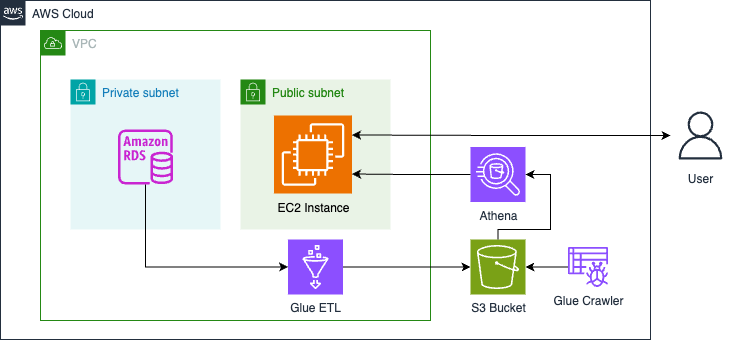 aws
AWS Cloud
VPC
Private subnet
Public subnet
Amazon
RDS
EC2 Instance
User
Athena
Glue ETL
S3 Bucket
Glue Crawler